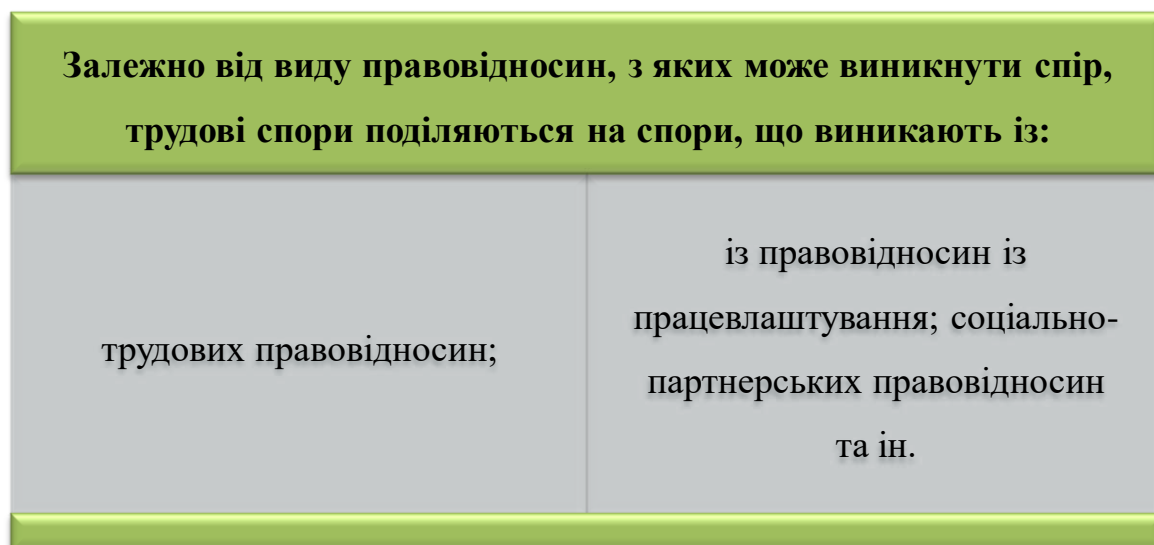 Залежно від виду правовідносин, з яких може виникнути спір,
трудові спори поділяються на спори, що виникають із:
трудових правовідносин;
із правовідносин із
працевлаштування; соціально-
партнерських правовідносин
та ін.